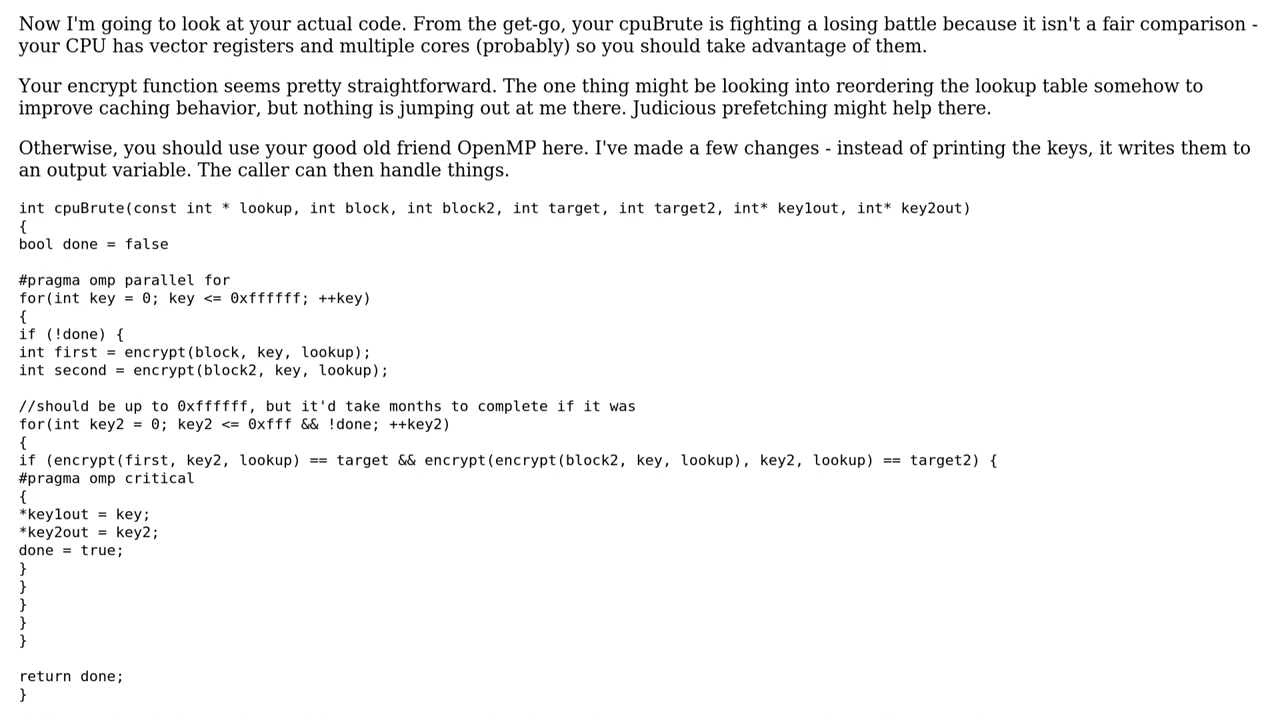 Now I'm going to look at your actual code. From the get-go, your cpuBrute is fighting a losing battle because it isn't a fair comparison -
your CPU has vector registers and multiple cores (probably) so you should take advantage of them.
Your encrypt function seems pretty straightforward. The one thing might be looking into reordering the lookup table somehow to
improve caching behavior, but nothing is jumping out at me there. Judicious prefetching might help there.
Otherwise, you should use your good old friend OpenMP here. I've made a few changes - instead of printing the keys, it writes them to
an output variable. The caller can then handle things.
int cpuBrute(const int * lookup, int block, int block2, int target, int target2, int* key1out, int* key2out)
{
bool done = false
#pragma omp parallel for
for(int key = 0; key <= 0xffffff; ++key)
{
if (!done) {
int first = encrypt(block, key, lookup);
int second = encrypt(block2, key, lookup);
//should be up to 0xffffff, but it'd take months to complete if it was
for(int key2 = 0; key2 <= 0xfff && !done; ++key2)
{
if (encrypt(first, key2, lookup) == target && encrypt(encrypt(block2, key, lookup), key2, lookup) == target2) {
#pragma omp critical
{
*key1out = key;
*key2out = key2;
done = true;
}
}
}
}
}
return done;
}